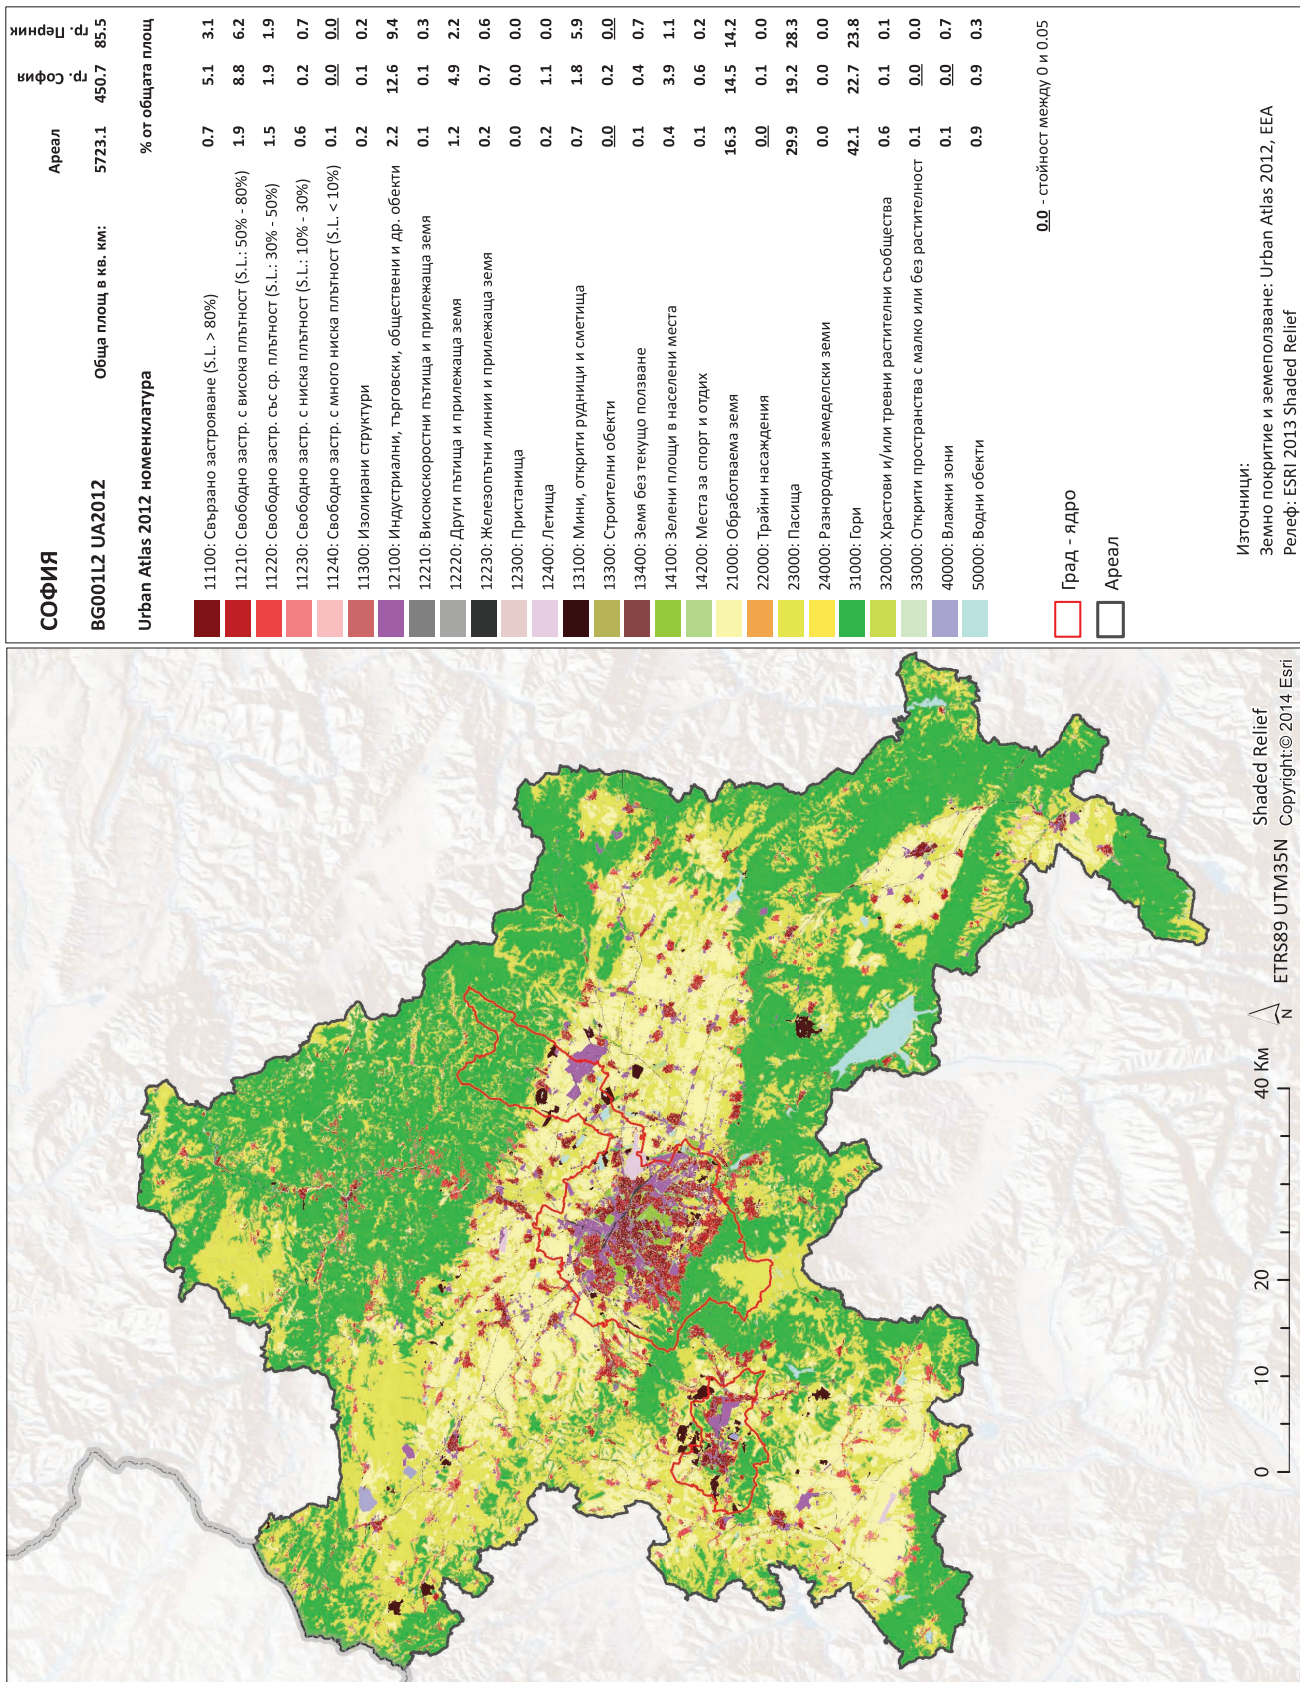 СОФИЯ
Ареал гр. София гр. Перник
BG001L2 UA2012 Обща площ в кв. км: 5723.1 450.7 85.5
Urban Atlas 2012 номенклатура % от общата площ
11100: Свързано застрояване (S.L. > 80%) 0.7 5.1 3.1
11210: Свободно застр. с висока плътност (S.L.: 50% - 80%) 1.9 8.8 6.2
11220: Свободно застр. със ср. плътност (S.L.: 30% - 50%) 1.5 1.9 1.9
11230: Свободно застр. с ниска плътност (S.L.: 10% - 30%) 0.6 0.2 0.7
11240: Свободно застр. с много ниска плътност (S.L. < 10%) 0.1 0.0 0.0
11300: Изолирани структури 0.2 0.1 0.2
12100: Индустриални, търговски, обществени и др. обекти 2.2 12.6 9.4
12210: Високоскоростни пътища и прилежаща земя 0.1 0.1 0.3
12220: Други пътища и прилежаща земя 1.2 4.9 2.2
12230: Железопътни линии и прилежаща земя 0.2 0.7 0.6
12300: Пристанища 0.0 0.0 0.0
12400: Летища 0.2 1.1 0.0
13100: Мини, открити рудници и сметища 0.7 1.8 5.9
13300: Строителни обекти 0.0 0.2 0.0
13400: Земя без текущо ползване 0.1 0.4 0.7
14100: Зелени площи в населени места 0.4 3.9 1.1
14200: Места за спорт и отдих 0.1 0.6 0.2
21000: Обработваема земя 16.3 14.5 14.2
22000: Трайни насаждения 0.0 0.1 0.0
23000: Пасища 29.9 19.2 28.3
24000: Разнородни земеделски земи 0.0 0.0 0.0
31000: Гори 42.1 22.7 23.8
32000: Храстови и/или тревни растителни съобщества 0.6 0.1 0.1
33000: Открити пространства с малко или без растителност 0.1 0.0 0.0
40000: Влажни зони 0.1 0.0 0.7
50000: Водни обекти 0.9 0.9 0.3
0.0 - стойност между 0 и 0.05
Град - ядро
Ареал
Източници:
Земно покритие и земеползване: Urban Atlas 2012, EEA
Релеф: ESRI 2013 Shaded Relief
0 10 20 40 Км
N
ETRS89 UTM35N
Shaded Relief
Copyright:© 2014 Esri